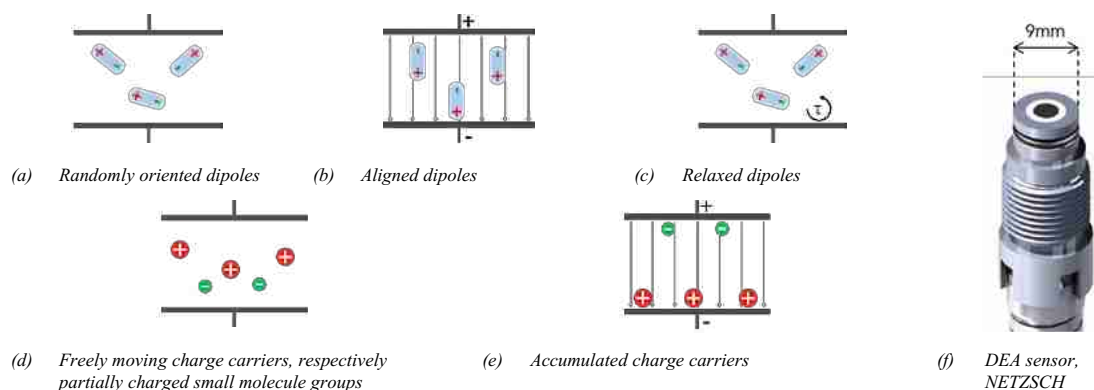 9mm
+
-
τ
(a) Randomly oriented dipoles (b) Aligned dipoles (c) Relaxed dipoles
+
-
(d) Freely moving charge carriers, respectively
partially charged small molecule groups
(e) Accumulated charge carriers
(f) DEA sensor,
NETZSCH